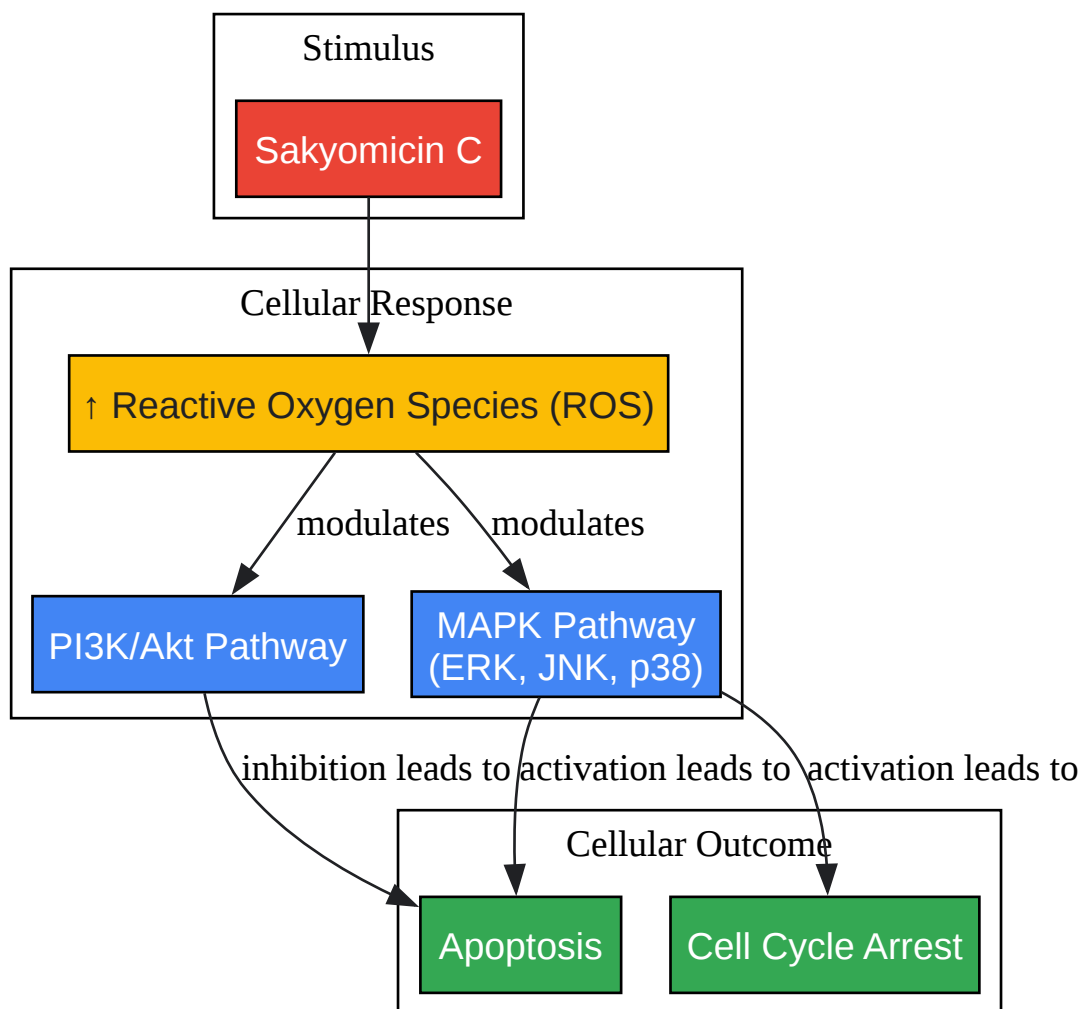 Stimulus
Sakyomicin C
Cellular Response
↑ Reactive Oxygen Species (ROS)
modulates
modulates
PI3K/Akt Pathway
MAPK Pathway
(ERK, JNK, p38)
inhibition leads to
activation leads to
activation leads to
Cellular Outcome
Apoptosis
Cell Cycle Arrest